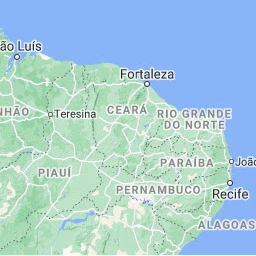 ão Luís
Fortaleza
CEARÁ
NHÃO
Teresina
RIO GRANDE
DO NORTE
PARAÍBA
João
PIAUÍ
PERNAMBUCO
Recife
ALAGOAS